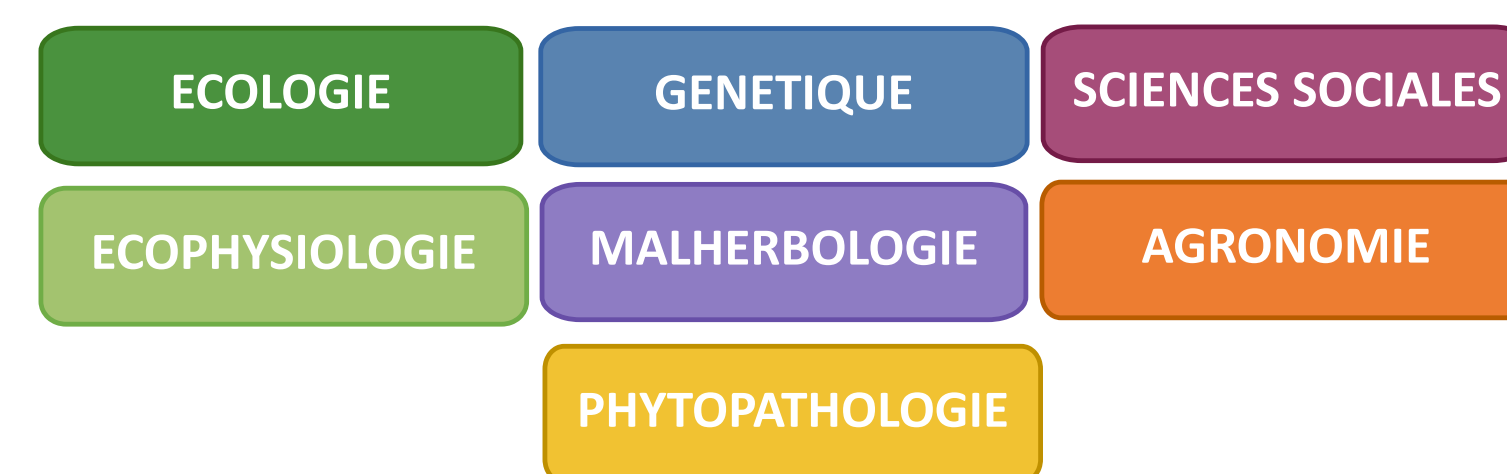 ECOLOGIE
GENETIQUE
SCIENCES SOCIALES
ECOPHYSIOLOGIE
MALHERBOLOGIE
AGRONOMIE
PHYTOPATHOLOGIE